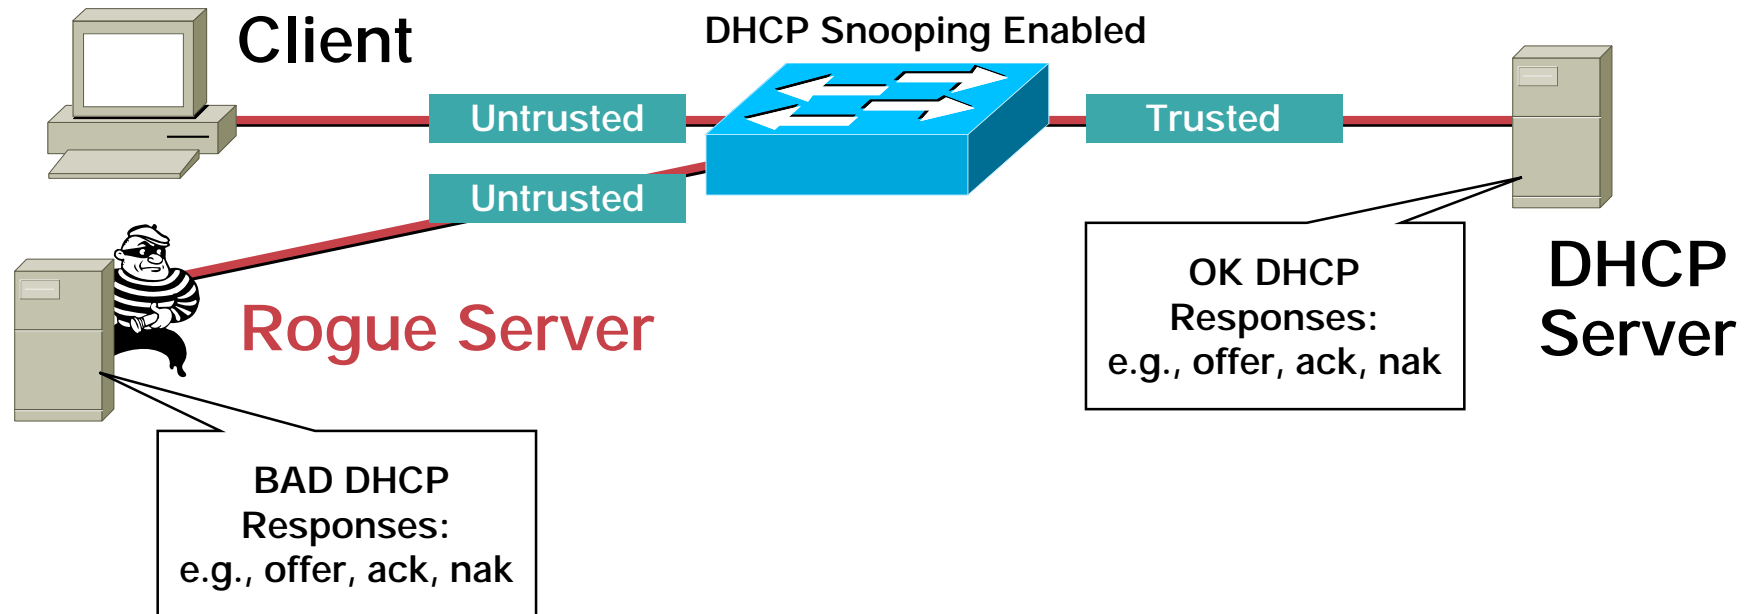 Client
DHCP Snooping Enabled
Untrusted
Trusted
Untrusted
Rogue Server
OK DHCP
Responses:
e.g., offer, ack, nak
DHCP
Server
BAD DHCP
Responses:
e.g., offer, ack, nak